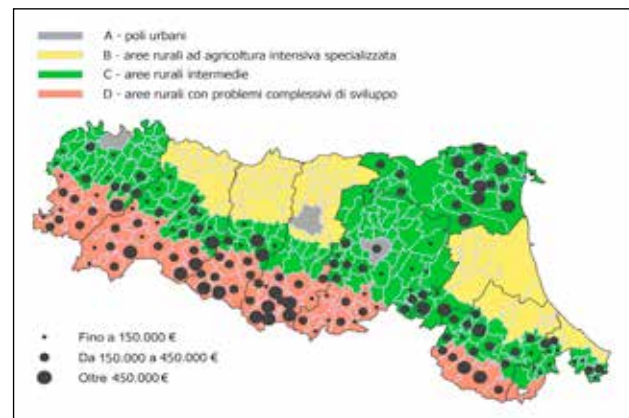 A - poli urbani
B - aree rurali ad agricoltura intensiva specializzata
C - aree rurali intermedie
D - aree rurali con problemi complessivi di sviluppo
Fino a 150.000 €
Da 150.000 a 450.000 €
Oltre 450.000 €